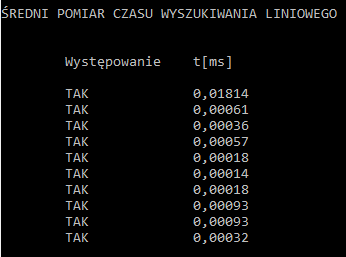 ŚREDNI POMIAR CZASU WYSZUKIWANIA LINIOWEGO
Występowanie t[ms]
TAK 0,01814
TAK 0,00061
TAK 0,00036
TAK 0,00057
TAK 0,00018
TAK 0,00014
TAK 0,00018
TAK 0,00093
TAK 0,00093
TAK 0,00032